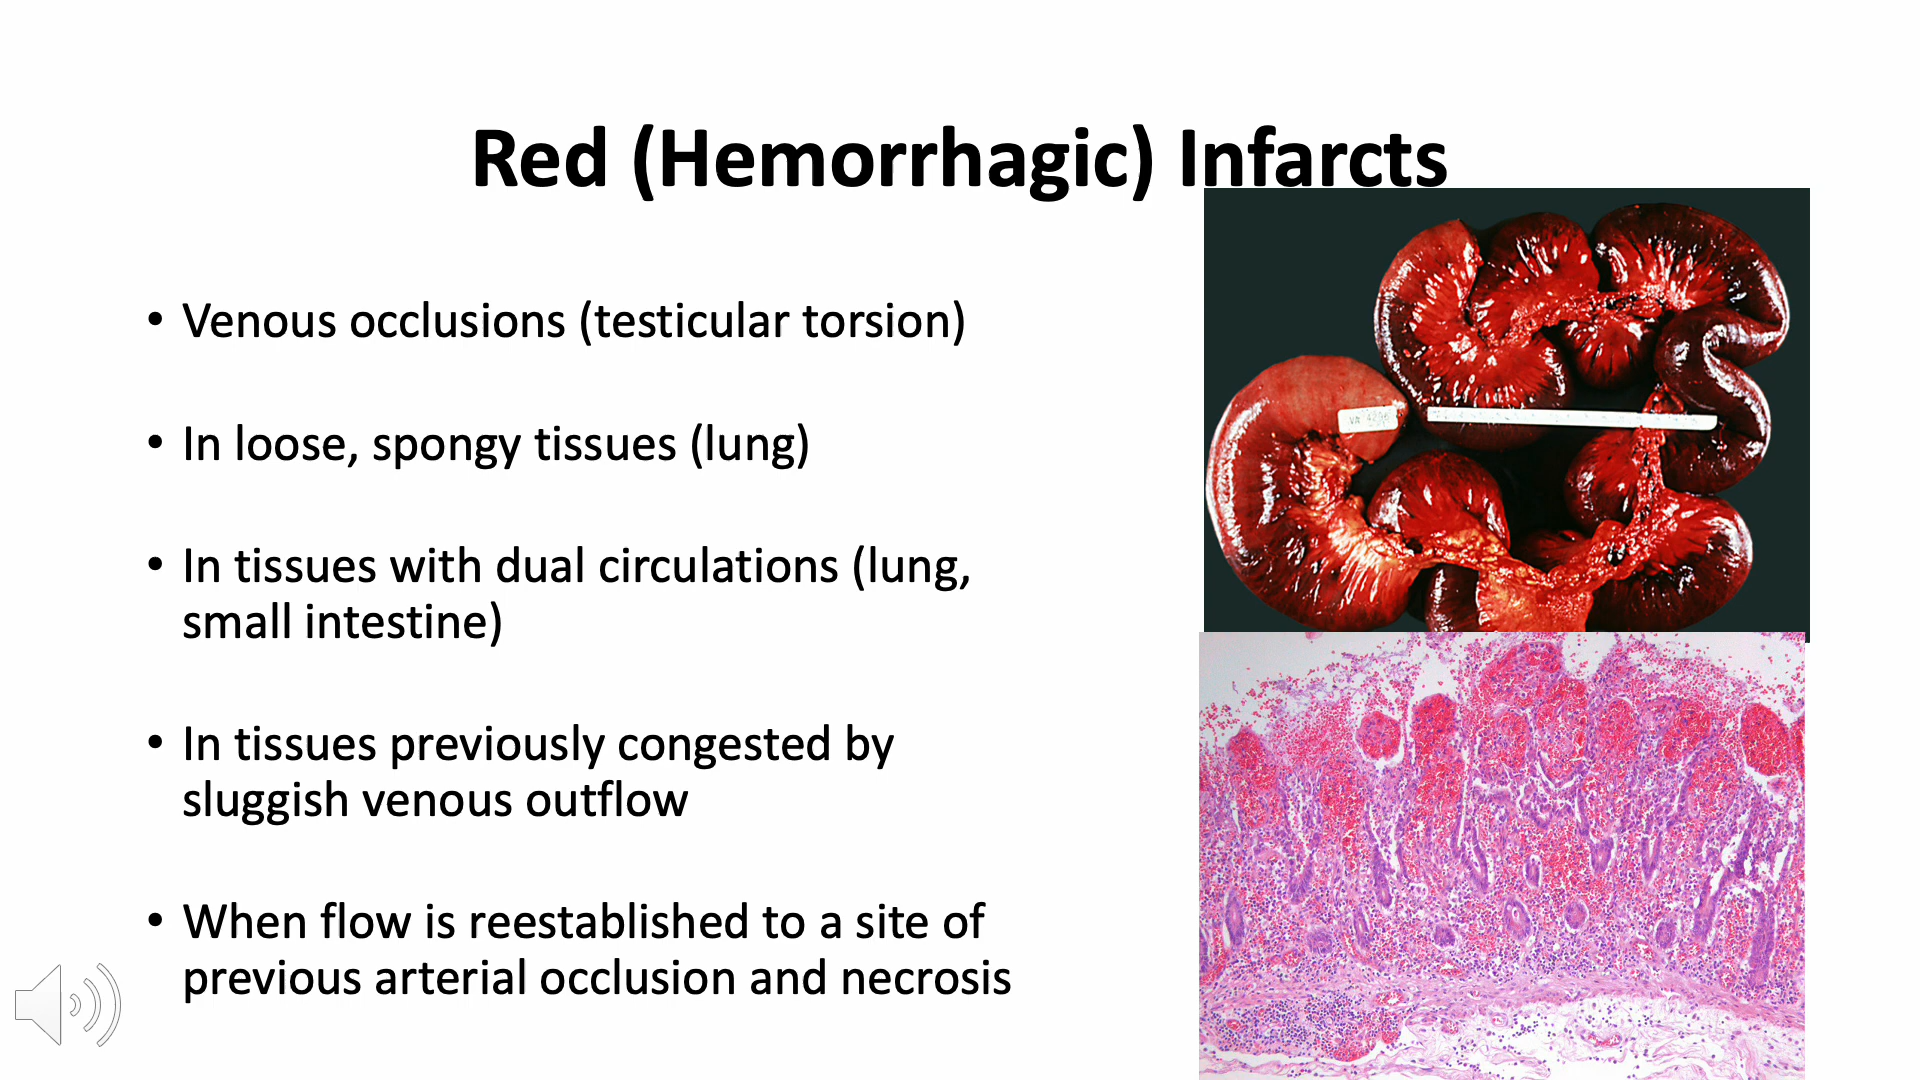 Red (Hemorrhagic) Infarcts
• Venous occlusions (testicular torsion)
• In loose, spongy tissues (lung)
• In tissues with dual circulations (lung,
small intestine)
• In tissues previously congested by
sluggish venous outflow
• When flow is reestablished to a site of
previous arterial occlusion and necrosis